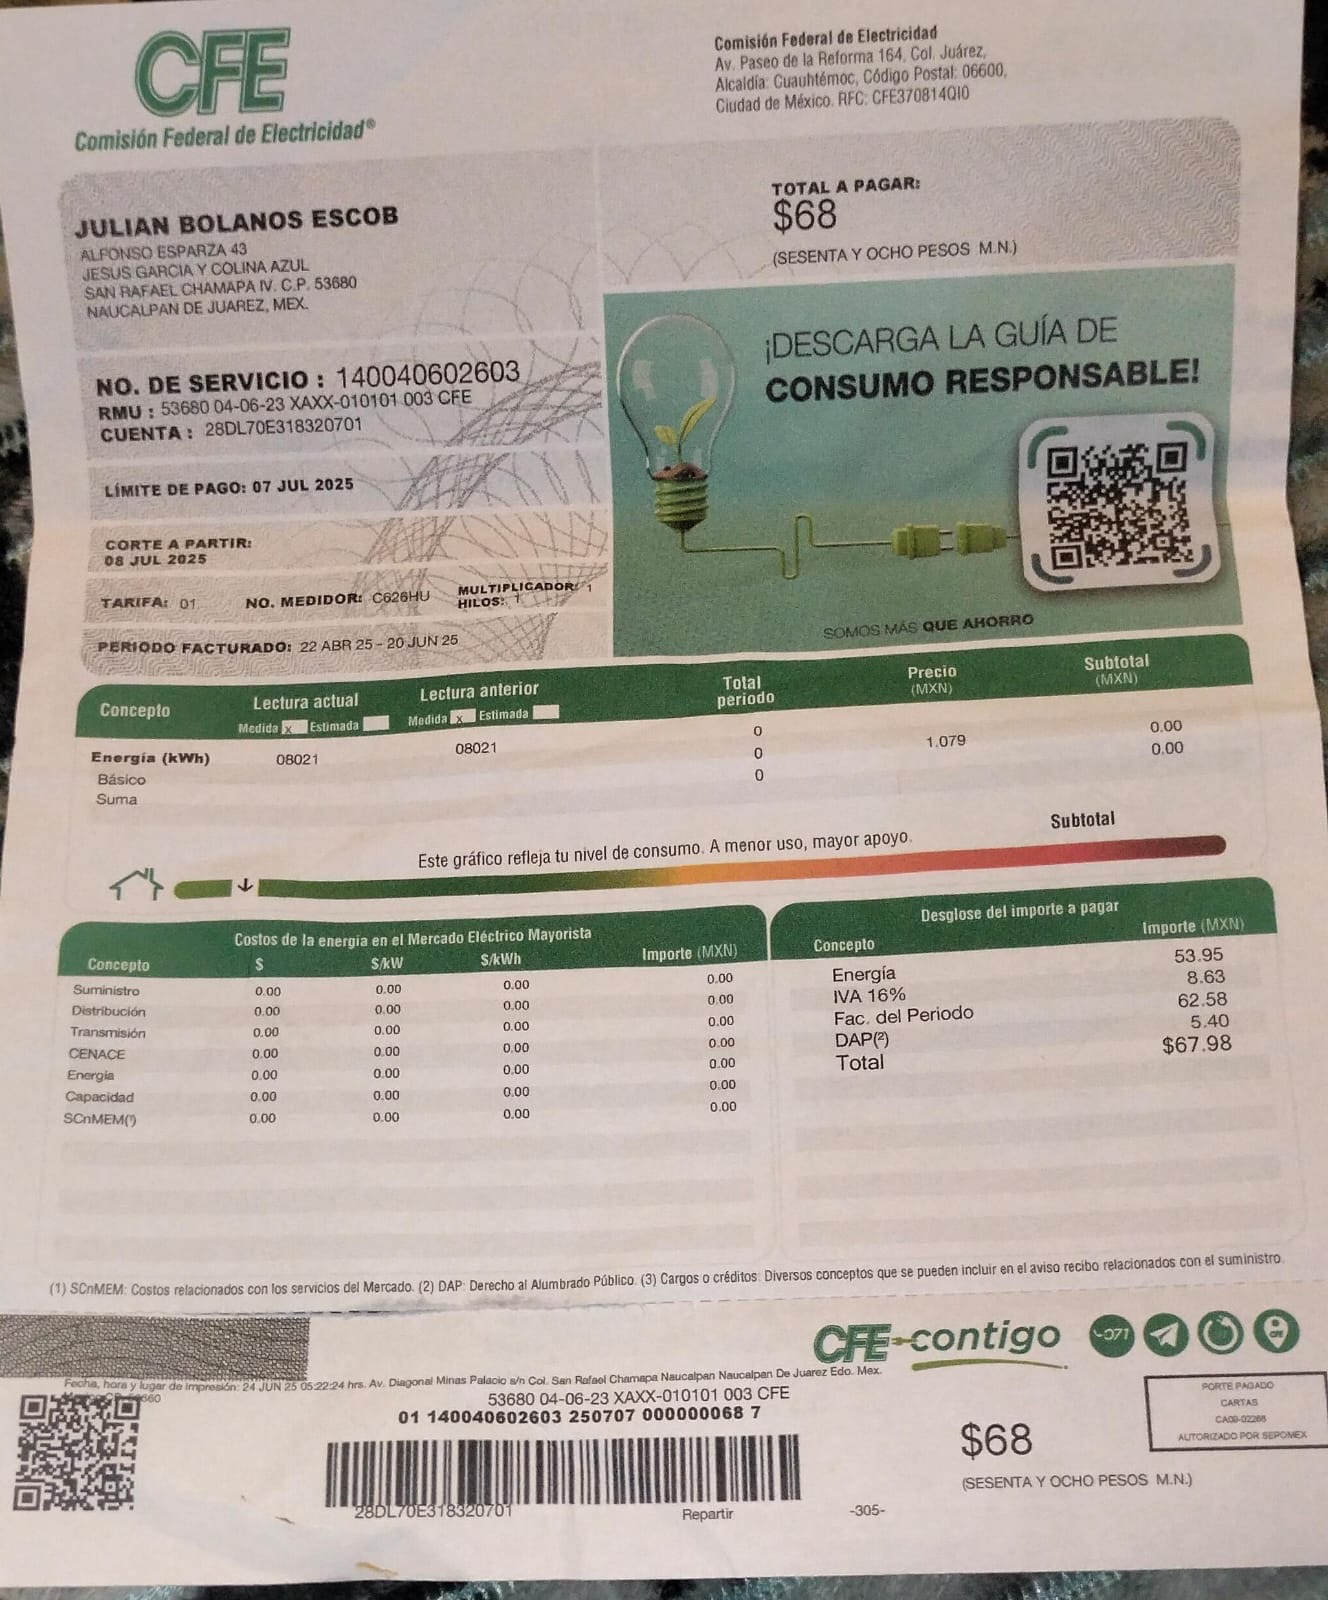 CFE
Comisión Federal de Electricidad®
Comisión Federal de Electricidad
Av. Paseo de la Reforma 164, Col. Juárez,
Alcaldía: Cuauhtémoc, Código Postal: 06600,
Ciudad de México. RFC: CFE370814QI0
JULIAN BOLANOS ESCOB
ALFONSO ESPARZA 43
JESUS GARCIA Y COLINA AZUL
SAN RAFAEL CHAMAPA IV. C.P. 53680
NAUCALPAN DE JUAREZ, MEX.
TOTAL A PAGAR:
$68
(SESENTA Y OCHO PESOS M.N.)
NO. DE SERVICIO : 140040602603
RMU : 53680 04-06-23 XAXX-010101 003 CFE
CUENTA : 28DL70E318320701
LÍMITE DE PAGO: 07 JUL 2025
CORTE A PARTIR:
08 JUL 2025
TARIFA: 01 NO. MEDIDOR: C626HU MULTIPLICADOR: 1
HILOS: 1
PERIODO FACTURADO: 22 ABR 25 - 20 JUN 25
¡DESCARGA LA GUÍA DE
CONSUMO RESPONSABLE!
SOMOS MÁS QUE AHORRO
Concepto Lectura actual Lectura anterior Total periodo Precio (MXN) Subtotal (MXN)
Medida x Estimada Medida x Estimada
Energía (kWh) 08021 08021 0
Básico 0 1.079 0.00
Suma 0 0.00
Subtotal
Este gráfico refleja tu nivel de consumo. A menor uso, mayor apoyo.
Costos de la energía en el Mercado Eléctrico Mayorista
Concepto $ $/kW $/kWh Importe (MXN)
Suministro 0.00 0.00 0.00 0.00
Distribución 0.00 0.00 0.00 0.00
Transmisión 0.00 0.00 0.00 0.00
CENACE 0.00 0.00 0.00 0.00
Energía 0.00 0.00 0.00 0.00
Capacidad 0.00 0.00 0.00 0.00
SCnMEM(¹) 0.00 0.00 0.00 0.00
Desglose del importe a pagar
Concepto Importe (MXN)
Energía 53.95
IVA 16% 8.63
Fac. del Periodo 62.58
DAP(²) 5.40
Total $67.98
(1) SCnMEM: Costos relacionados con los servicios del Mercado. (2) DAP: Derecho al Alumbrado Público. (3) Cargos o créditos: Diversos conceptos que se pueden incluir en el aviso recibo relacionados con el suministro.
CFE contigo 071 CFE
Fecha, hora y lugar de impresión: 24 JUN 25 05:22:24 hrs. Av. Diagonal Minas Palacio s/n Col. San Rafael Chamapa Naucalpan Naucalpan De Juarez Edo. Mex.
53680 04-06-23 XAXX-010101 003 CFE
01 140040602603 250707 000000068 7
28DL70E318320701
Repartir
-305-
$68
(SESENTA Y OCHO PESOS M.N.)
PORTE PAGADO
CARTAS
CA09-02268
AUTORIZADO POR SEPOMEX